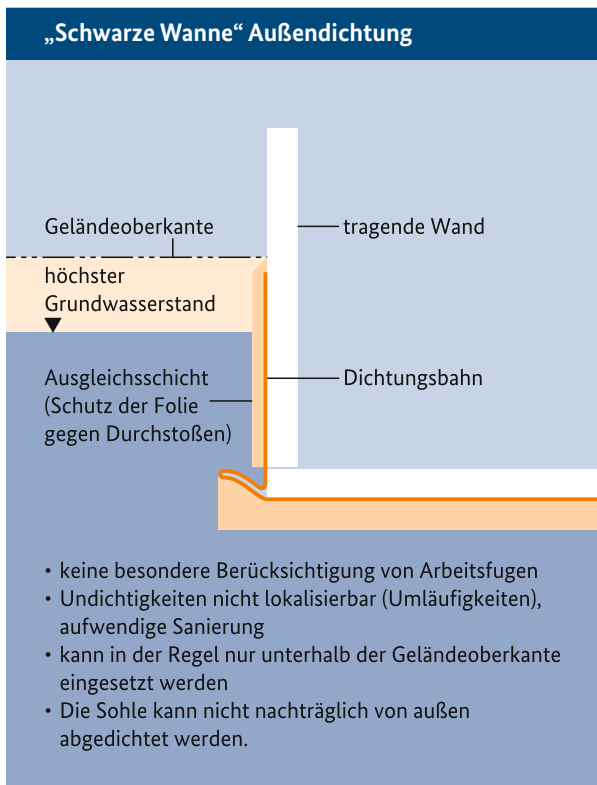 „Schwarze Wanne“ Außendichtung
Geländeoberkante
tragende Wand
höchster
Grundwasserstand
Ausgleichsschicht
(Schutz der Folie
gegen Durchstoßen)
Dichtungsbahn
• keine besondere Berücksichtigung von Arbeitsfugen
• Undichtigkeiten nicht lokalisierbar (Umläufigkeiten),
aufwendige Sanierung
• kann in der Regel nur unterhalb der Geländeoberkante
eingesetzt werden
• Die Sohle kann nicht nachträglich von außen
abgedichtet werden.